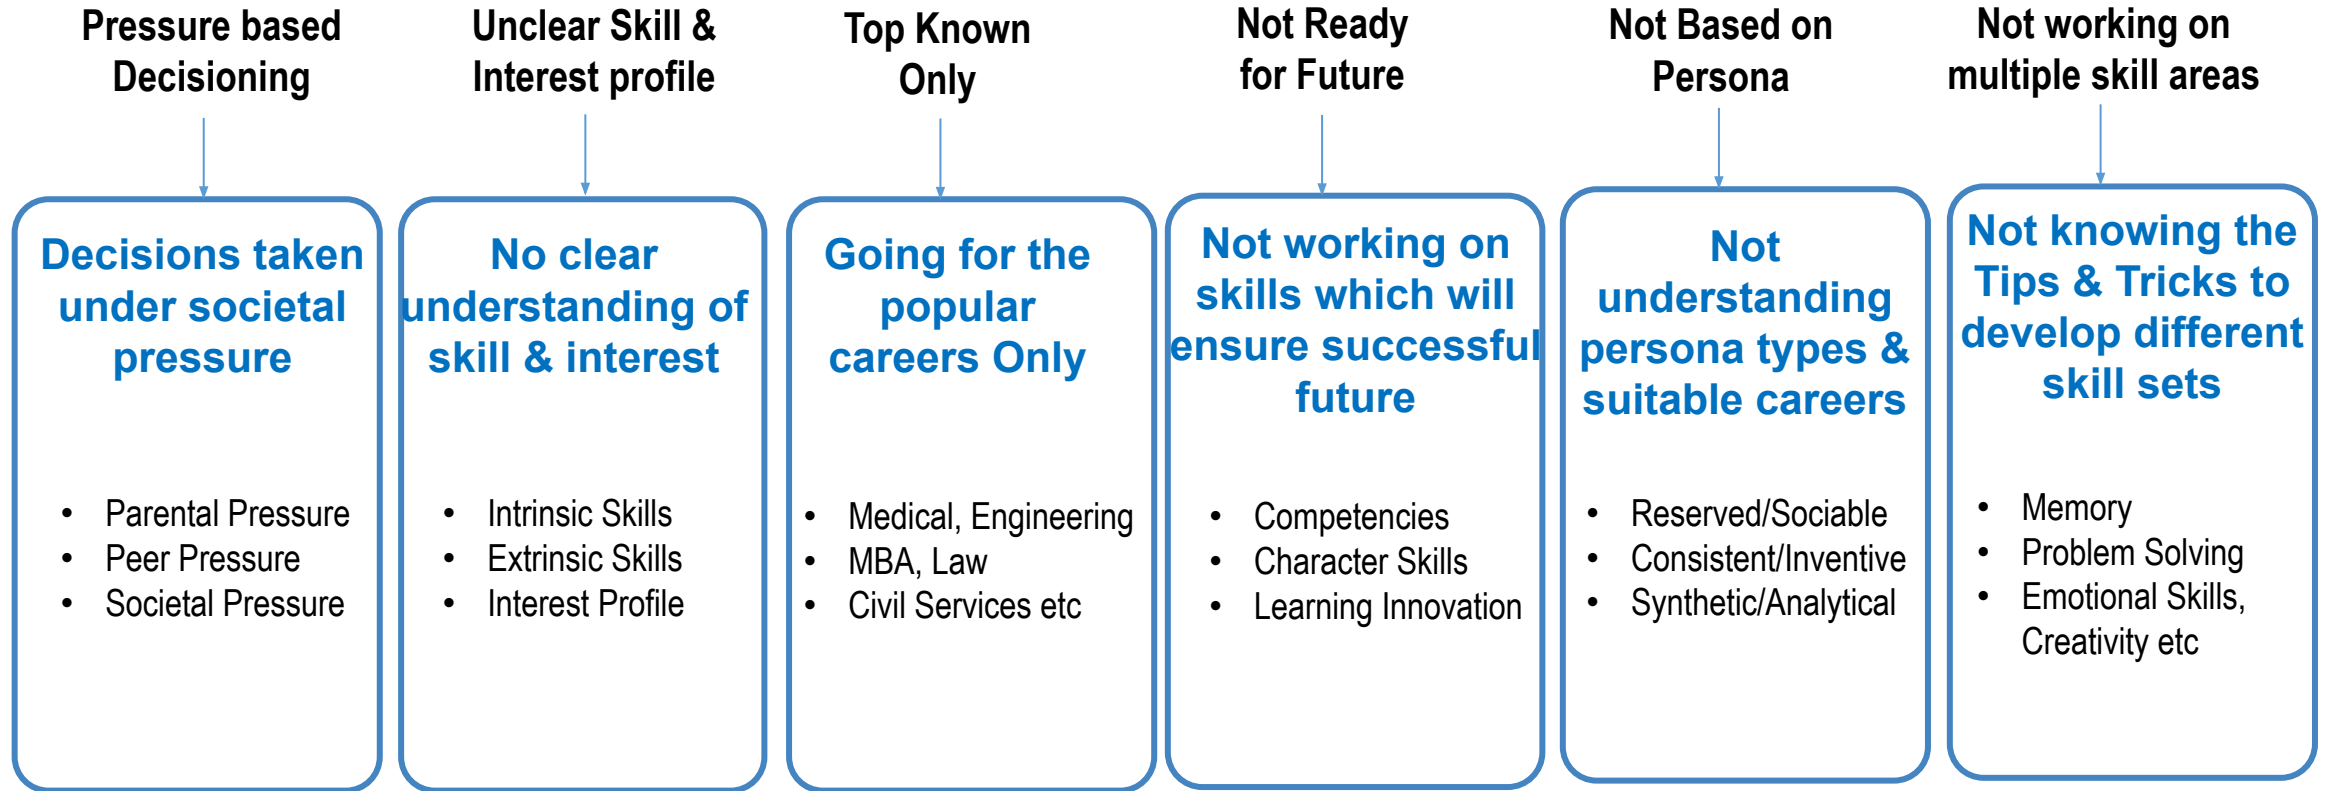 Pressure based
Decisioning
Decisions taken
under societal
pressure
• Parental Pressure
• Peer Pressure
• Societal Pressure
Unclear Skill &
Interest profile
No clear
understanding of
skill & interest
• Intrinsic Skills
• Extrinsic Skills
• Interest Profile
Top Known
Only
Going for the
popular
careers Only
• Medical, Engineering
• MBA, Law
• Civil Services etc
Not Ready
for Future
Not working on
skills which will
ensure successful
future
• Competencies
• Character Skills
• Learning Innovation
Not Based on
Persona
Not
understanding
persona types &
suitable careers
• Reserved/Sociable
• Consistent/Inventive
• Synthetic/Analytical
Not working on
multiple skill areas
Not knowing the
Tips & Tricks to
develop different
skill sets
• Memory
• Problem Solving
• Emotional Skills,
Creativity etc